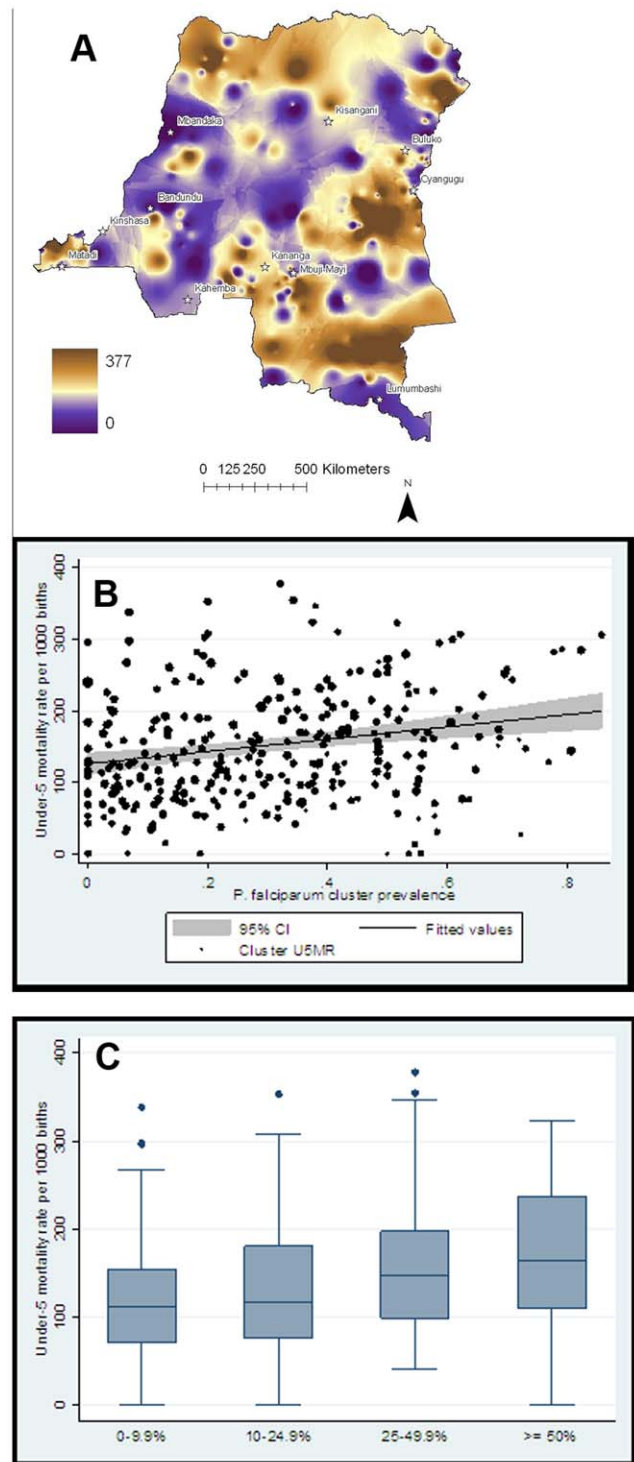 A
Mbandaka
Kisangani
Buluko
Cyangugu
Bandundu
Kinshasa
Matadi
Kananga
Mbuji-Mayi
Kahemba
Lumumbashi
377
0
0 125 250 500 Kilometers
N
B
Under-5 mortality rate per 1000 births
400
300
200
100
0
0 .2 .4 .6 .8
P. falciparum cluster prevalence
95% CI Fitted values
Cluster U5MR
C
Under-5 mortality rate per 1000 births
400
300
200
100
0
0-9.9% 10-24.9% 25-49.9% >= 50%